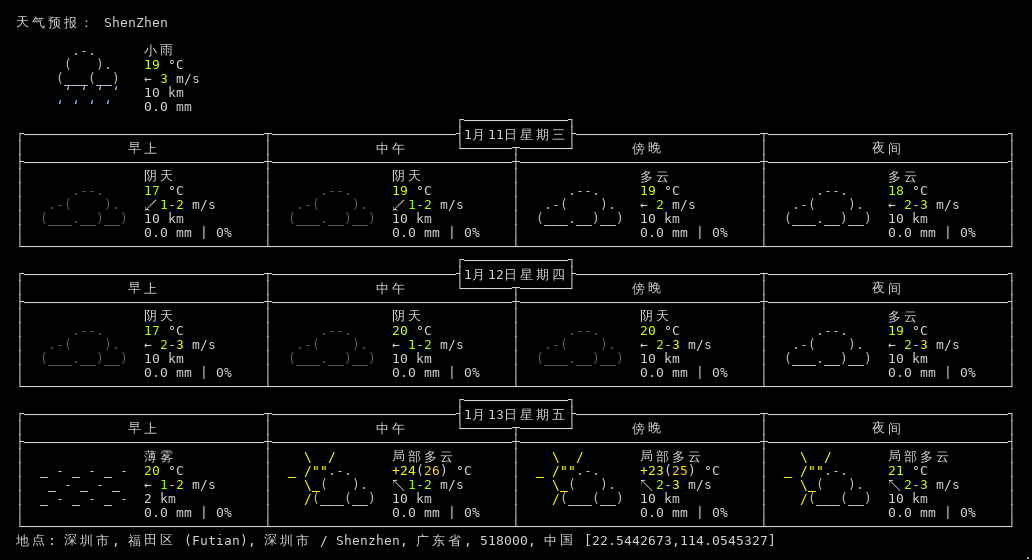 天气预报: ShenZhen
小雨
19 °C
← 3 m/s
10 km
0.0 mm
1月11日星期三
早上 中午 傍晚 夜间
阴天 阴天 多云 多云
17 °C 19 °C 19 °C 18 °C
↙ 1-2 m/s ↙ 1-2 m/s ← 2 m/s ← 2-3 m/s
10 km 10 km 10 km 10 km
0.0 mm | 0% 0.0 mm | 0% 0.0 mm | 0% 0.0 mm | 0%
1月12日星期四
早上 中午 傍晚 夜间
阴天 阴天 阴天 多云
17 °C 20 °C 20 °C 19 °C
← 2-3 m/s ← 1-2 m/s ← 2-3 m/s ← 2-3 m/s
10 km 10 km 10 km 10 km
0.0 mm | 0% 0.0 mm | 0% 0.0 mm | 0% 0.0 mm | 0%
1月13日星期五
早上 中午 傍晚 夜间
薄雾 局部多云 局部多云 局部多云
20 °C +24(26) °C +23(25) °C 21 °C
← 1-2 m/s ↖ 1-2 m/s ↖ 2-3 m/s ↖ 2-3 m/s
2 km 10 km 10 km 10 km
0.0 mm | 0% 0.0 mm | 0% 0.0 mm | 0% 0.0 mm | 0%
地点: 深圳市, 福田区 (Futian), 深圳市 / Shenzhen, 广东省, 518000, 中国 [22.5442673,114.0545327]